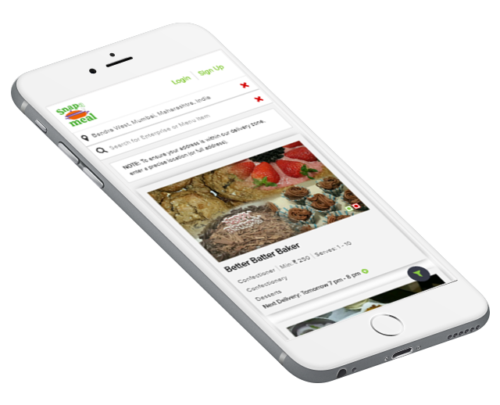 Login | Sign Up
Snap a
meal
Bandra West, Mumbai, Maharashtra, India
Search for Enterprise or Menu Item
NOTE: To ensure your address is within our delivery zone,
enter a precise location (or full address).
Better Batter Baker
Confectioner | Min ₹ 250 | Serves 1 - 10
Confectionery
Desserts
Next Delivery: Tomorrow 7 pm - 8 pm